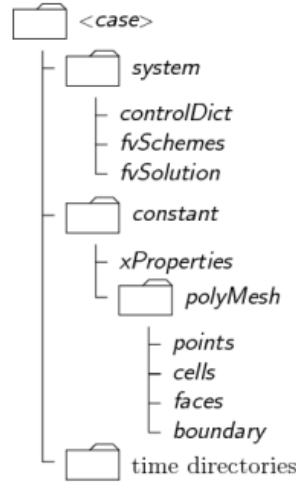 <case>
system
controlDict
fvSchemes
fvSolution
constant
xProperties
polyMesh
points
cells
faces
boundary
time directories